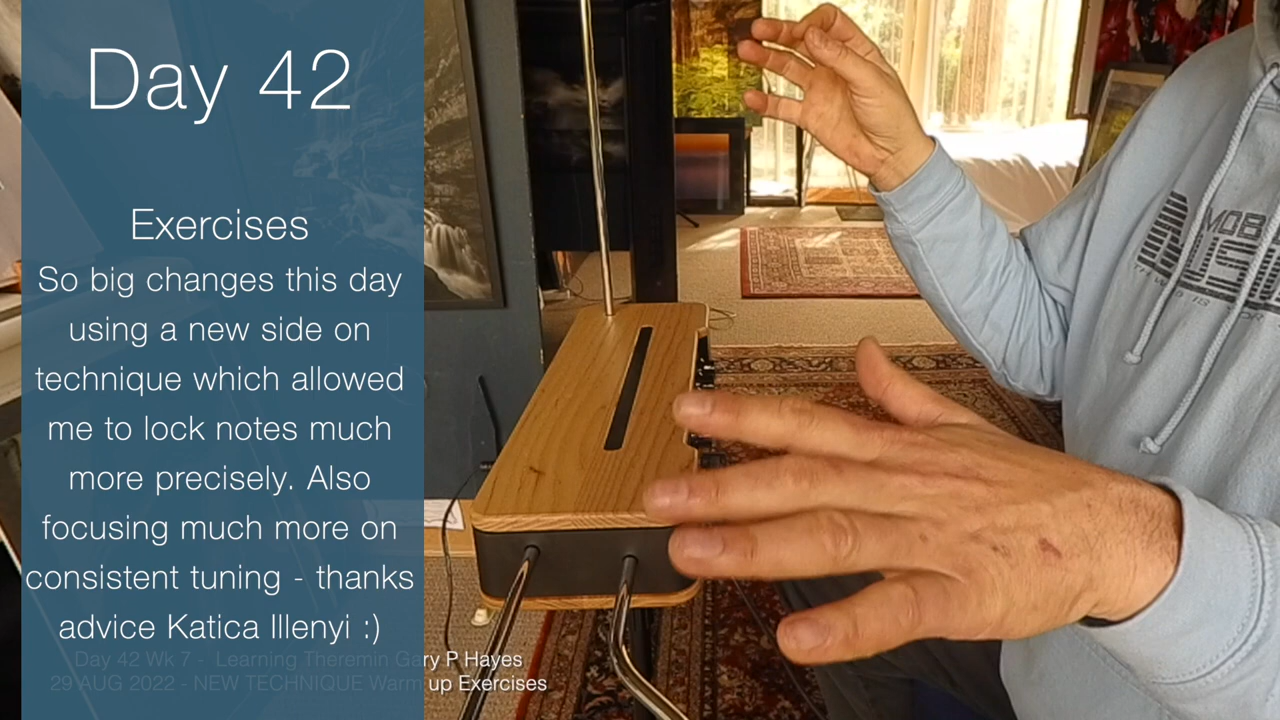 Day 42
Exercises
So big changes this day
using a new side on
technique which allowed
me to lock notes much
more precisely. Also
focusing much more on
consistent tuning - thanks
advice Katica Illenyi :)
Day 42 Wk 7 - Learning Theremin Gary P Hayes
29 AUG 2022 - NEW TECHNIQUE Warm up Exercises
MOB